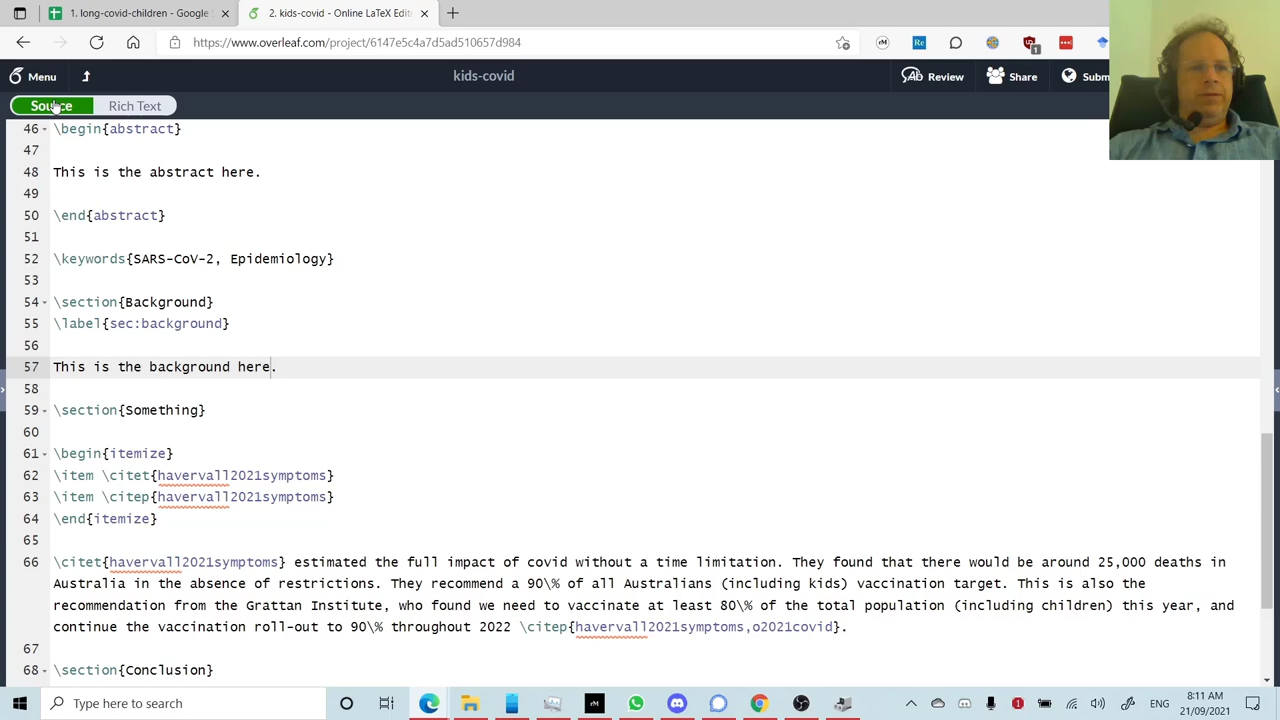 1. long-covid-children - Google S
2. kids-covid - Online LaTeX Edit
https://www.overleaf.com/project/6147e5c4a7d5ad510657d984
rM
Re
1
Menu
kids-covid
Ab Review
Share
Subm
Source
Rich Text
46 \begin{abstract}
47
48 This is the abstract here.
49
50 \end{abstract}
51
52 \keywords{SARS-CoV-2, Epidemiology}
53
54 \section{Background}
55 \label{sec:background}
56
57 This is the background here.
58
59 \section{Something}
60
61 \begin{itemize}
62 \item \citet{havervall2021symptoms}
63 \item \citep{havervall2021symptoms}
64 \end{itemize}
65
66 \citet{havervall2021symptoms} estimated the full impact of covid without a time limitation. They found that there would be around 25,000 deaths in
Australia in the absence of restrictions. They recommend a 90\% of all Australians (including kids) vaccination target. This is also the
recommendation from the Grattan Institute, who found we need to vaccinate at least 80\% of the total population (including children) this year, and
continue the vaccination roll-out to 90\% throughout 2022 \citep{havervall2021symptoms,o2021covid}.
67
68 \section{Conclusion}
Type here to search
rM
1
ENG
8:11 AM
21/09/2021